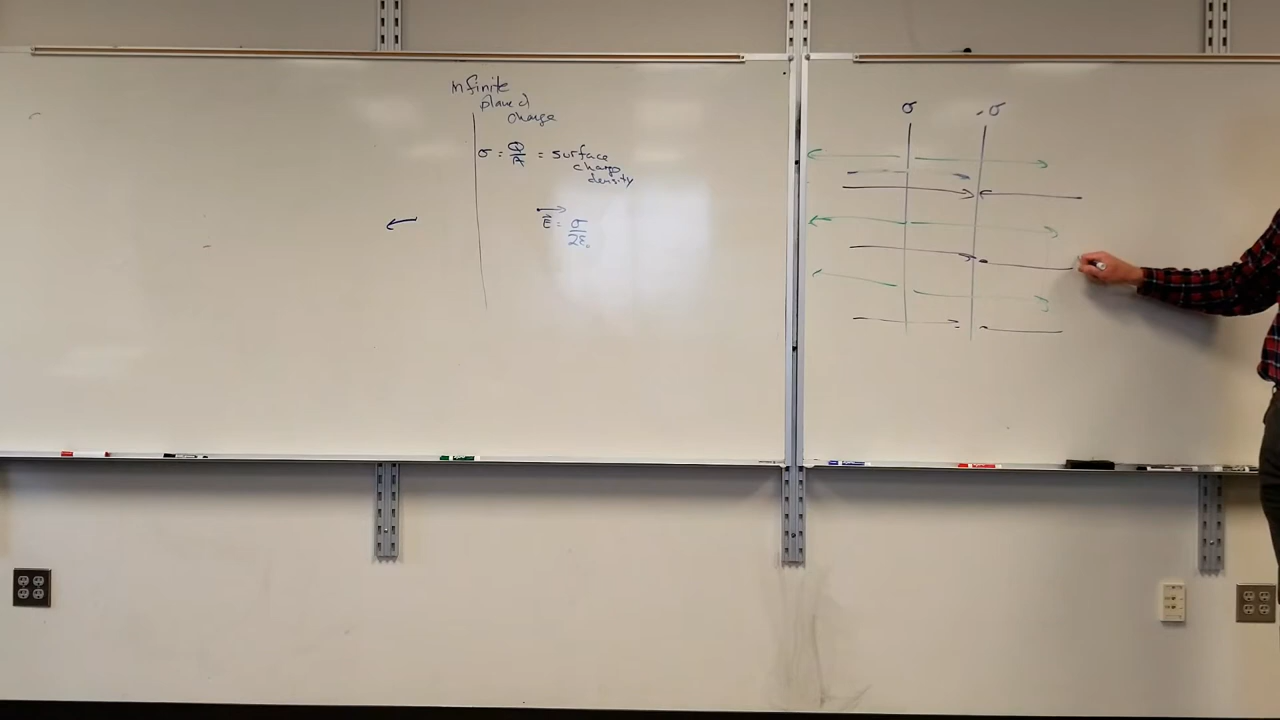 Infinite
plane of
charge
σ = Q/A = surface
charge
density
E⃗ = σ/2ε₀
σ
-σ